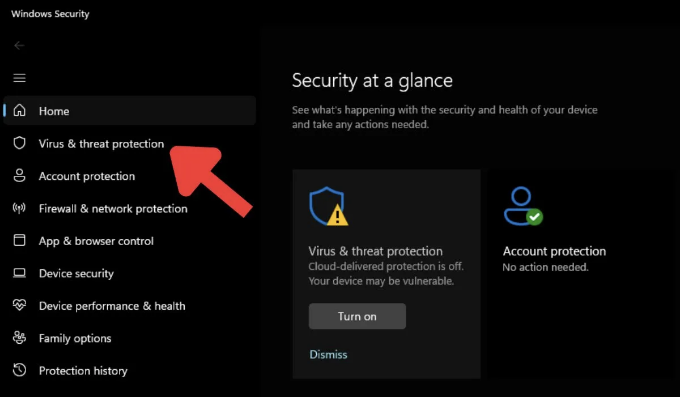 Windows Security
Home
Virus & threat protection
Account protection
Firewall & network protection
App & browser control
Device security
Device performance & health
Family options
Protection history
Security at a glance
See what's happening with the security and health of your device
and take any actions needed.
Virus & threat protection
Cloud-delivered protection is off.
Your device may be vulnerable.
Turn on
Dismiss
Account protection
No action needed.